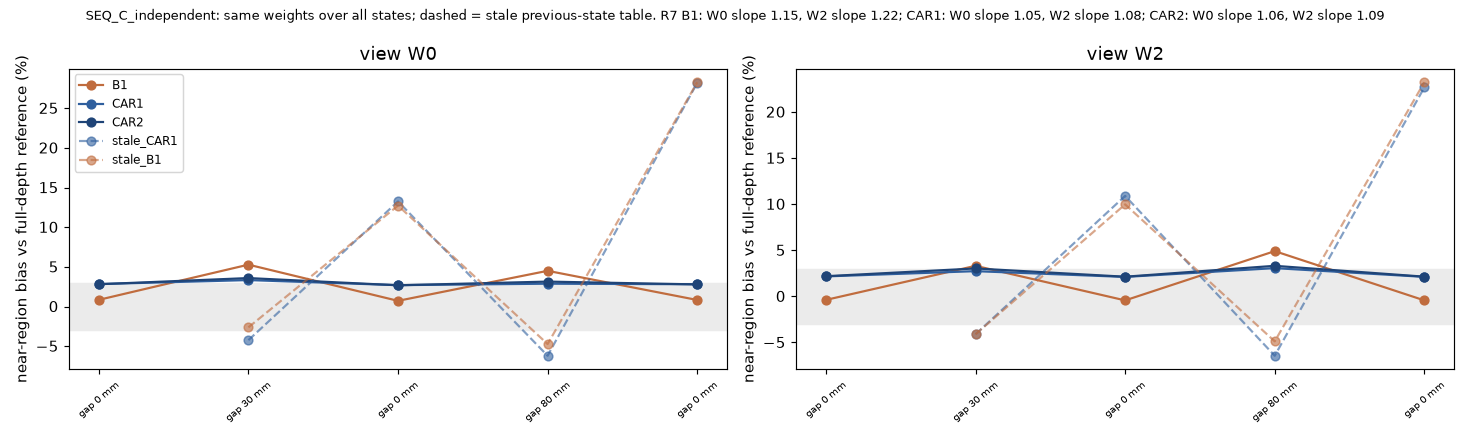 SEQ_C_independent: same weights over all states; dashed = stale previous-state table. R7 B1: W0 slope 1.15, W2 slope 1.22; CAR1: W0 slope 1.05, W2 slope 1.08; CAR2: W0 slope 1.06, W2 slope 1.09
view W0
near-region bias vs full-depth reference (%)
25
20
15
10
5
0
−5
B1
CAR1
CAR2
stale_CAR1
stale_B1
gap 0 mm
gap 30 mm
gap 0 mm
gap 80 mm
gap 0 mm
view W2
near-region bias vs full-depth reference (%)
20
15
10
5
0
−5
gap 0 mm
gap 30 mm
gap 0 mm
gap 80 mm
gap 0 mm